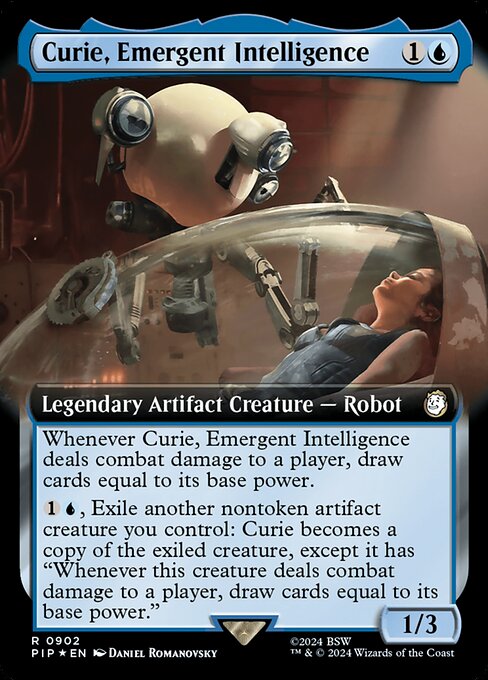 Curie, Emergent Intelligence 1
Legendary Artifact Creature — Robot
Whenever Curie, Emergent Intelligence
deals combat damage to a player, draw
cards equal to its base power.
1 , Exile another nontoken artifact
creature you control: Curie becomes a
copy of the exiled creature, except it has
“Whenever this creature deals combat
damage to a player, draw cards equal to its
base power.”
1/3
R 0902
PIP ★ EN Daniel Romanovsky
©2024 BSW
™ & © 2024 Wizards of the Coast